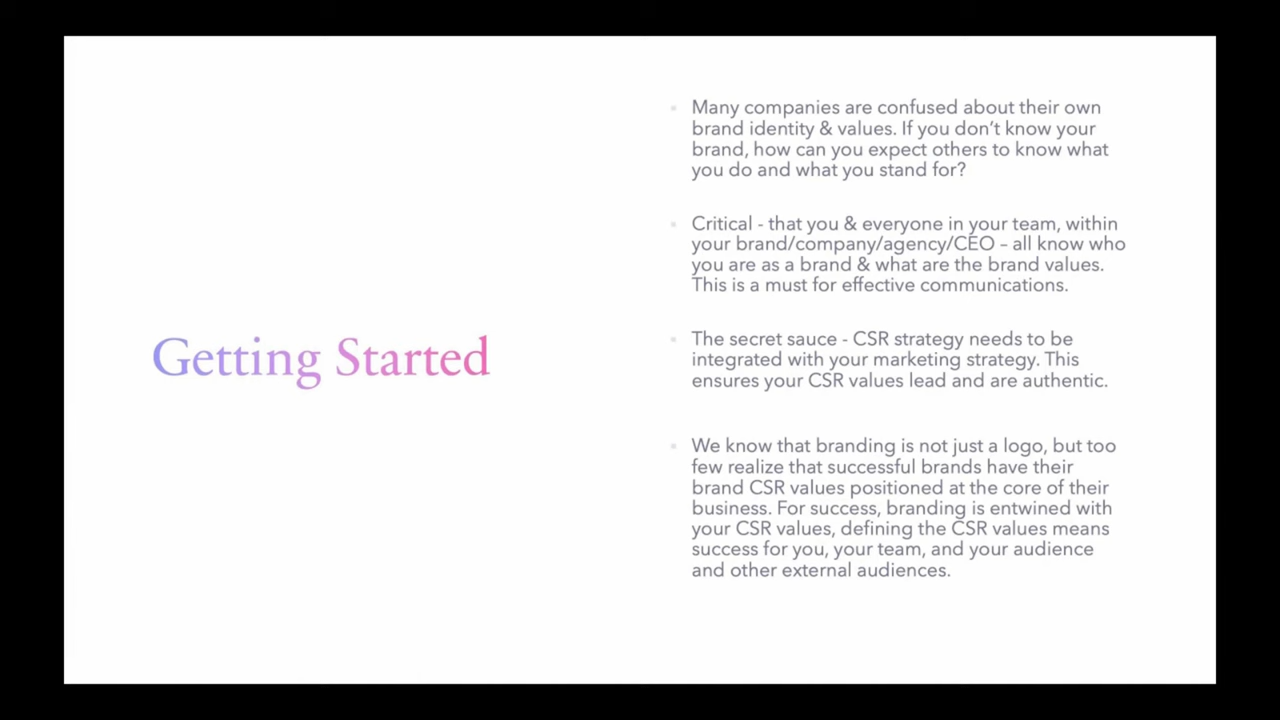 Getting Started
Many companies are confused about their own
brand identity & values. If you don’t know your
brand, how can you expect others to know what
you do and what you stand for?
Critical - that you & everyone in your team, within
your brand/company/agency/CEO – all know who
you are as a brand & what are the brand values.
This is a must for effective communications.
The secret sauce - CSR strategy needs to be
integrated with your marketing strategy. This
ensures your CSR values lead and are authentic.
We know that branding is not just a logo, but too
few realize that successful brands have their
brand CSR values positioned at the core of their
business. For success, branding is entwined with
your CSR values, defining the CSR values means
success for you, your team, and your audience
and other external audiences.